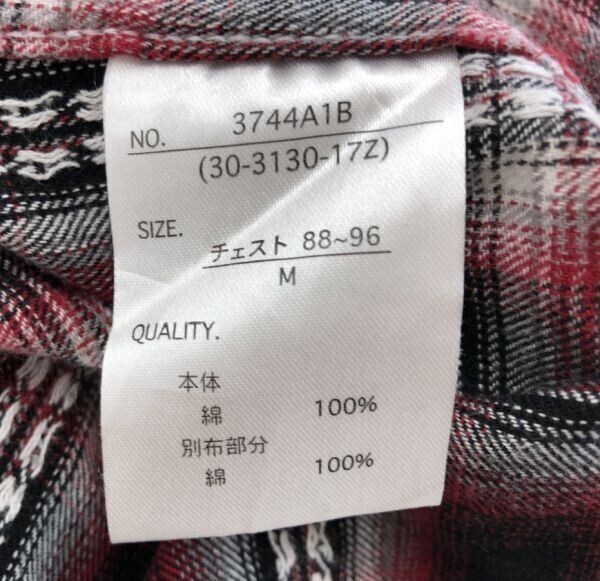 NO. 3744A1B
(30-3130-17Z)
SIZE. チェスト 88~96
M
QUALITY.
本体
綿 100%
別布部分
綿 100%